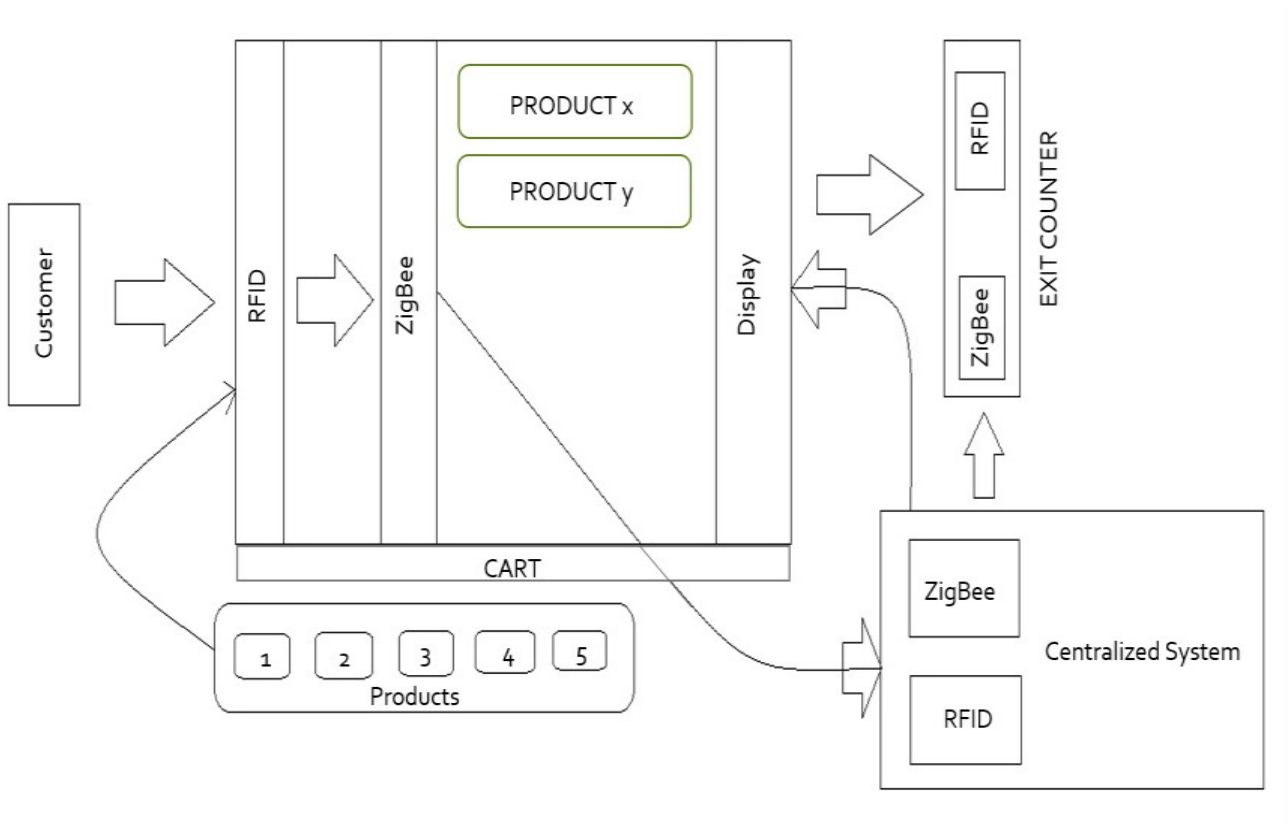 Customer
RFID
ZigBee
PRODUCT x
PRODUCT y
Display
CART
1
2
3
4
5
Products
RFID
ZigBee
EXIT COUNTER
ZigBee
Centralized System
RFID